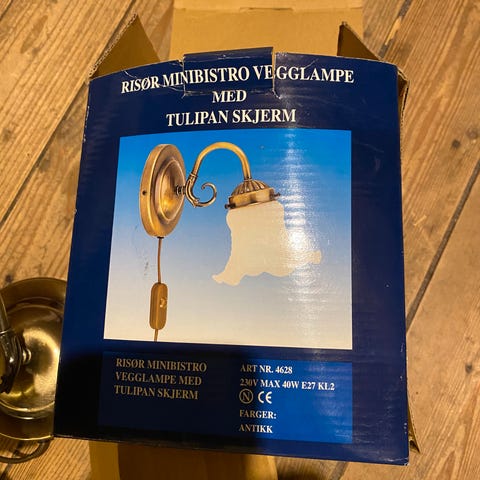 RISØR MINIBISTRO VEGGLAMPE
MED
TULIPAN SKJERM
RISØR MINIBISTRO
VEGGLAMPE MED
TULIPAN SKJERM
ART NR. 4628
230V MAX 40W E27 KL2
N CE
FARGER:
ANTIKK